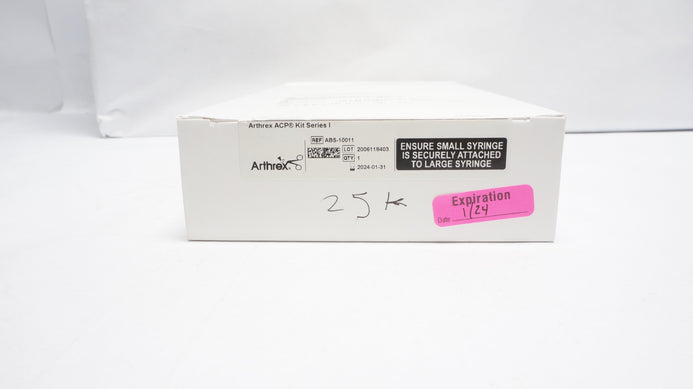 Arthrex ACP® Kit Series I
REF ABS-10011
LOT 2006118403
QTY 1
2024-01-31
Arthrex
ENSURE SMALL SYRINGE
IS SECURELY ATTACHED
TO LARGE SYRINGE
25k
Expiration
Date 1/24